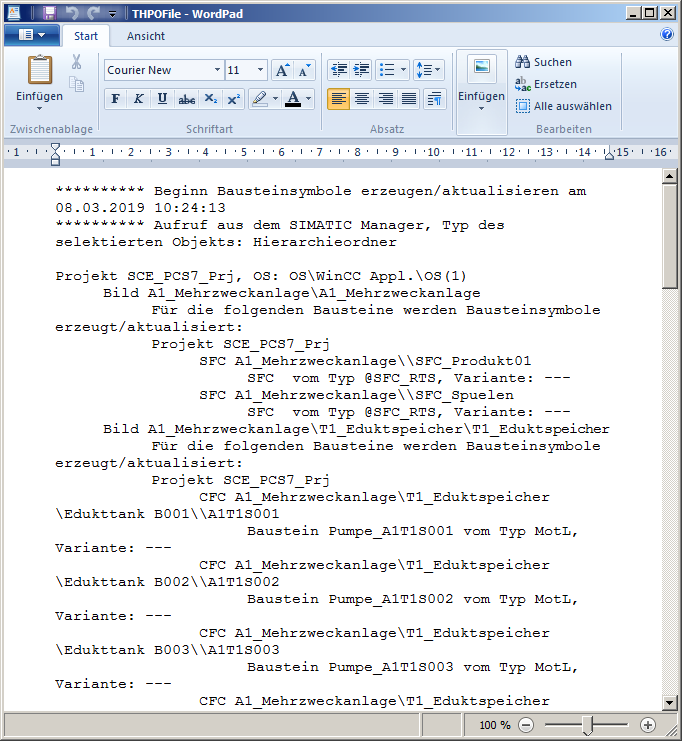 THPOFile - WordPad
Start Ansicht
Courier New 11
Einfügen
F K U abc X₂ X²
Einfügen
Suchen
Ersetzen
Alle auswählen
Zwischenablage Schriftart Absatz Bearbeiten
1 1 2 3 4 5 6 7 8 9 10 11 12 13 14 15 16
********** Beginn Bausteinsymbole erzeugen/aktualisieren am
08.03.2019 10:24:13
********** Aufruf aus dem SIMATIC Manager, Typ des
selektierten Objekts: Hierarchieordner
Projekt SCE_PCS7_Prj, OS: OS\WinCC Appl.\OS(1)
Bild A1_Mehrzweckanlage\A1_Mehrzweckanlage
Für die folgenden Bausteine werden Bausteinsymbole
erzeugt/aktualisiert:
Projekt SCE_PCS7_Prj
SFC A1_Mehrzweckanlage\\SFC_Produkt01
SFC  vom Typ @SFC_RTS, Variante: ---
SFC A1_Mehrzweckanlage\\SFC_Spuelen
SFC  vom Typ @SFC_RTS, Variante: ---
Bild A1_Mehrzweckanlage\T1_Eduktspeicher\T1_Eduktspeicher
Für die folgenden Bausteine werden Bausteinsymbole
erzeugt/aktualisiert:
Projekt SCE_PCS7_Prj
CFC A1_Mehrzweckanlage\T1_Eduktspeicher
\Edukttank B001\\A1T1S001
Baustein Pumpe_A1T1S001 vom Typ MotL,
Variante: ---
CFC A1_Mehrzweckanlage\T1_Eduktspeicher
\Edukttank B002\\A1T1S002
Baustein Pumpe_A1T1S002 vom Typ MotL,
Variante: ---
CFC A1_Mehrzweckanlage\T1_Eduktspeicher
\Edukttank B003\\A1T1S003
Baustein Pumpe_A1T1S003 vom Typ MotL,
Variante: ---
CFC A1_Mehrzweckanlage\T1_Eduktspeicher
100 %